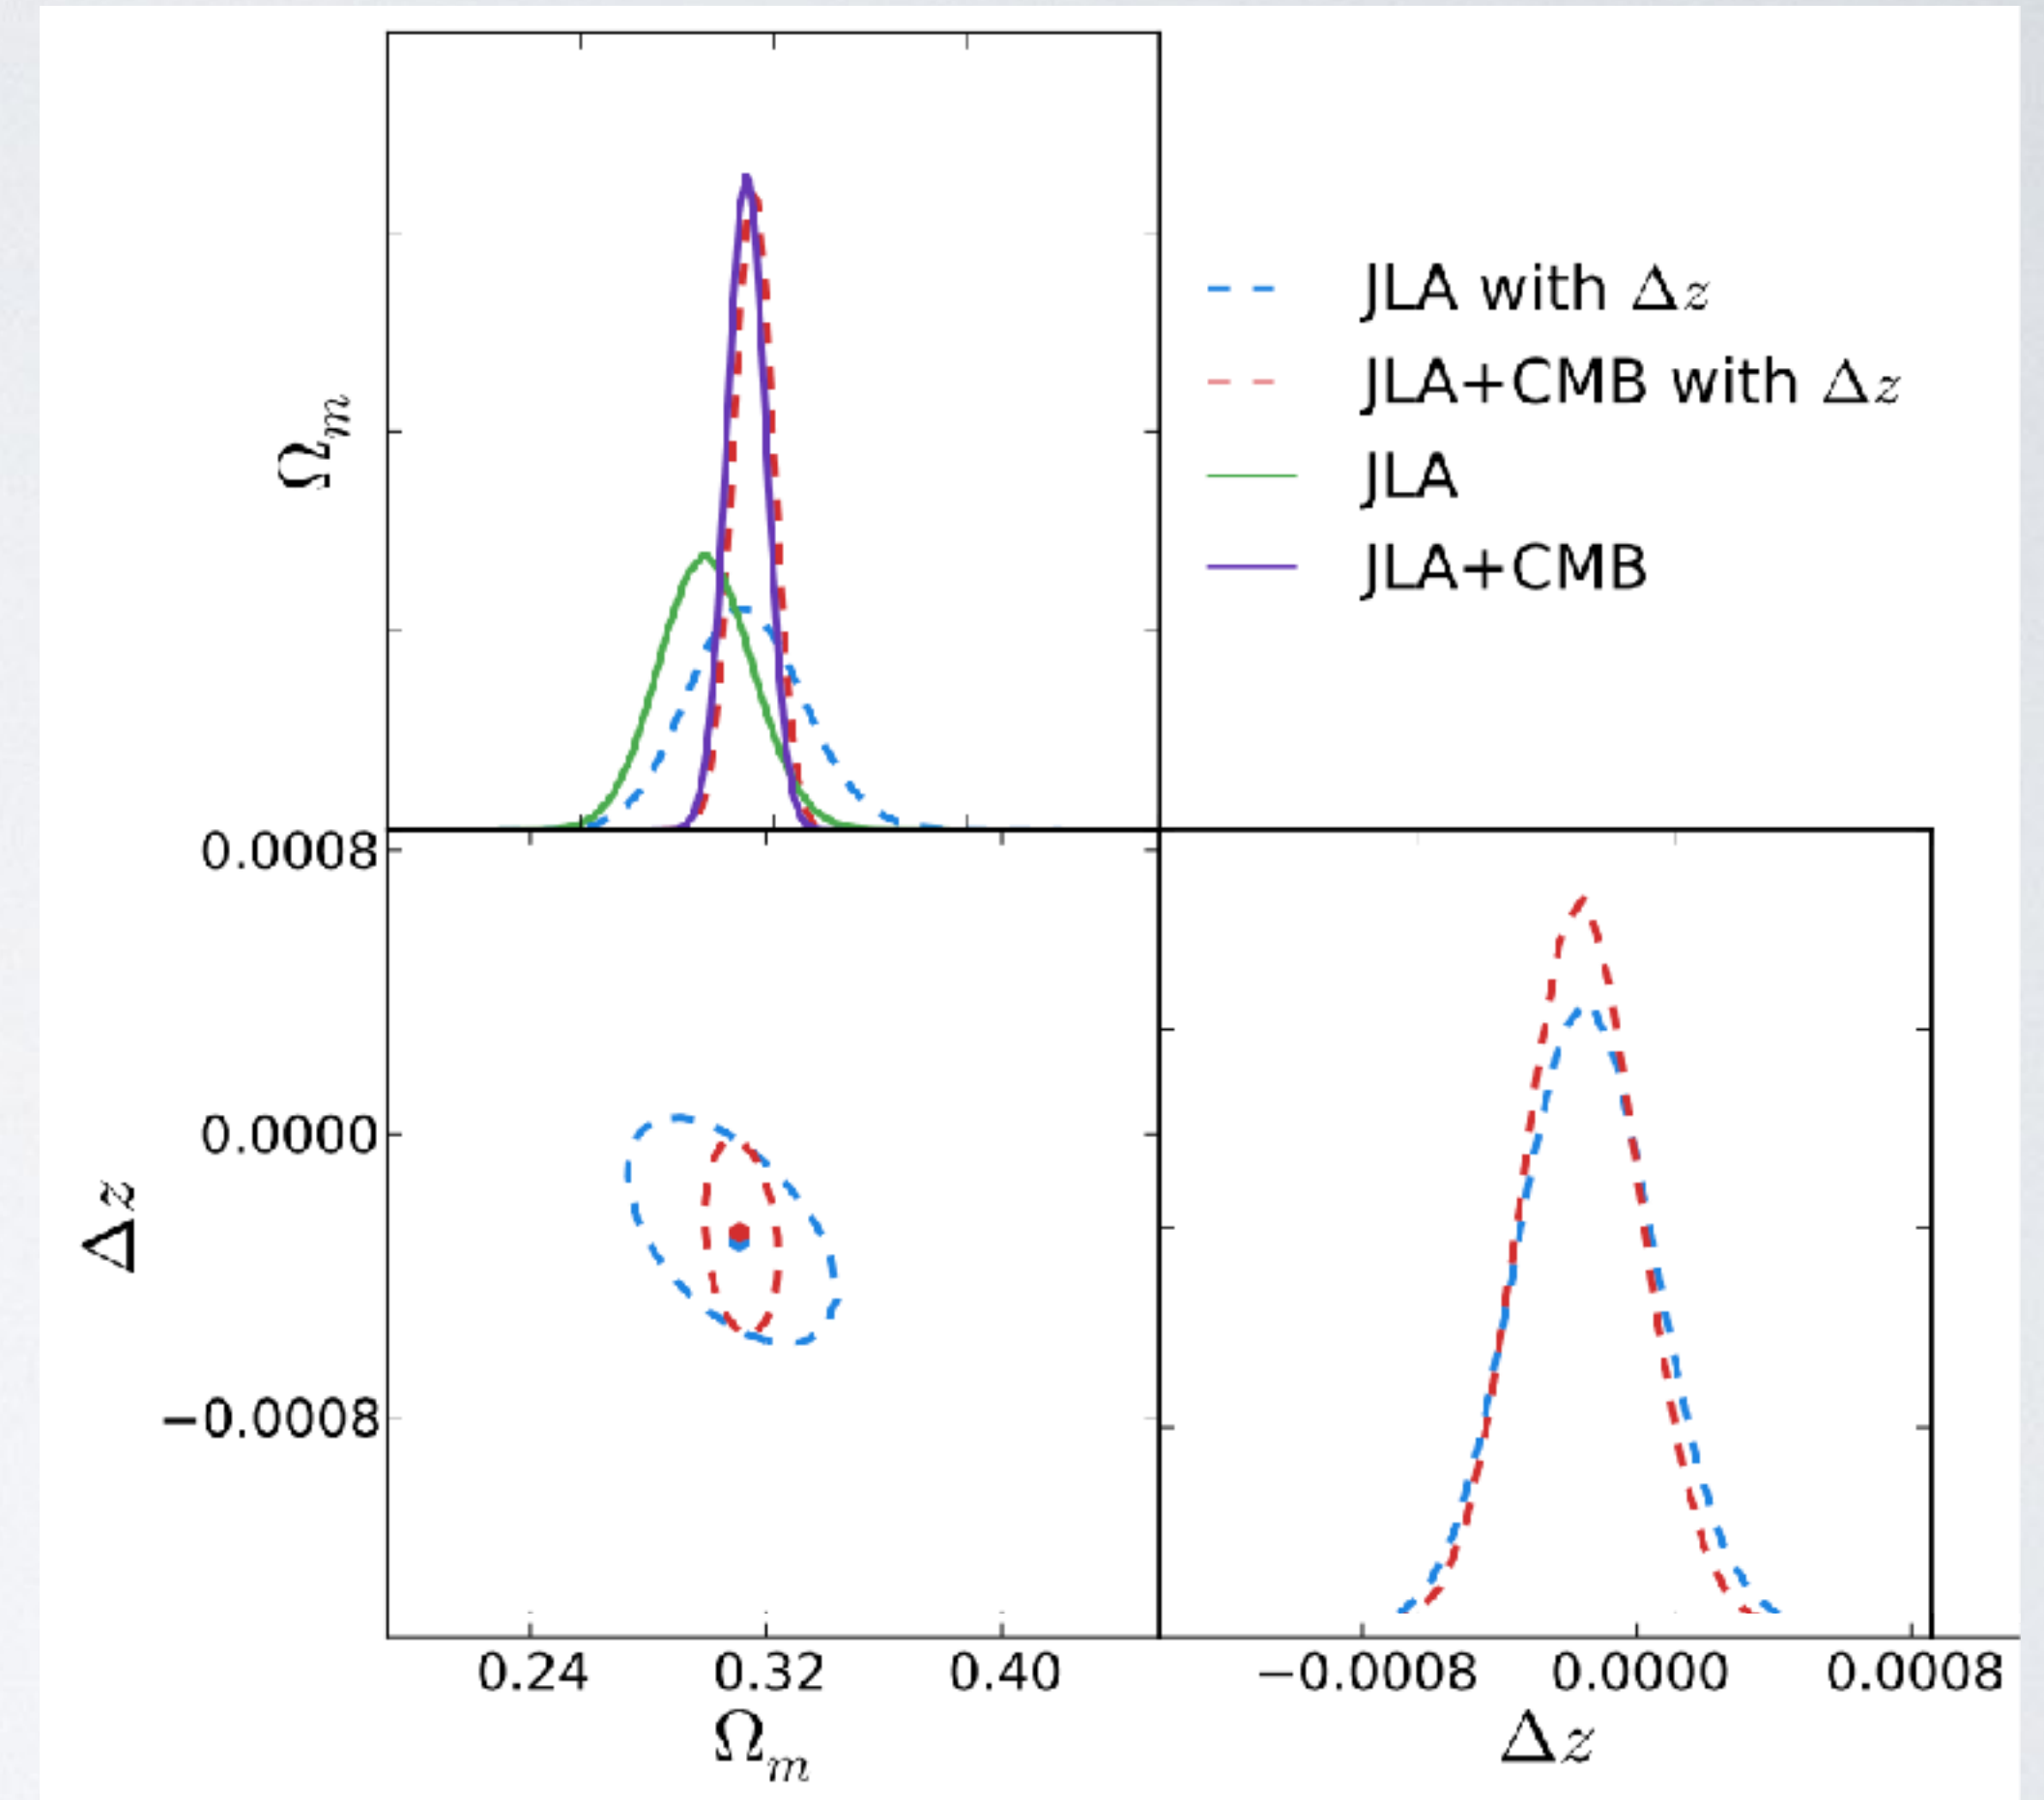 Ωₘ
JLA with Δz
JLA+CMB with Δz
JLA
JLA+CMB
0.0008
0.0000
−0.0008
Δz
0.24 0.32 0.40
Ωₘ
−0.0008 0.0000 0.0008
Δz